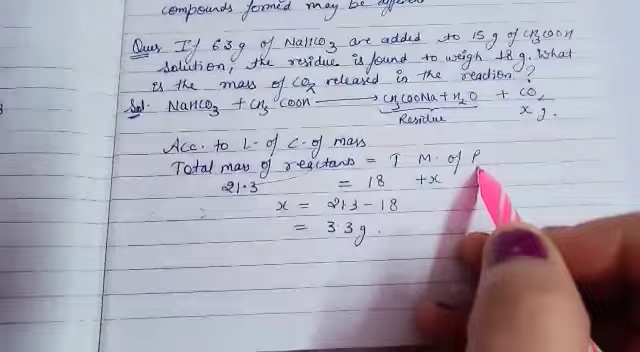 compounds formed may be
Ques If 6.3 g of NaHCO3 are added to 15 g of CH3COOH
solution, the residue is found to weigh 18 g. What
is the mass of CO2 released in the reaction?
Sol. NaHCO3 + CH3COOH → CH3COONa + H2O + CO2
Residue x g.
Acc. to L. of C. of mass
Total mass of reactans = T M. of P
21.3 = 18 + x
x = 21.3 - 18
= 3.3 g.